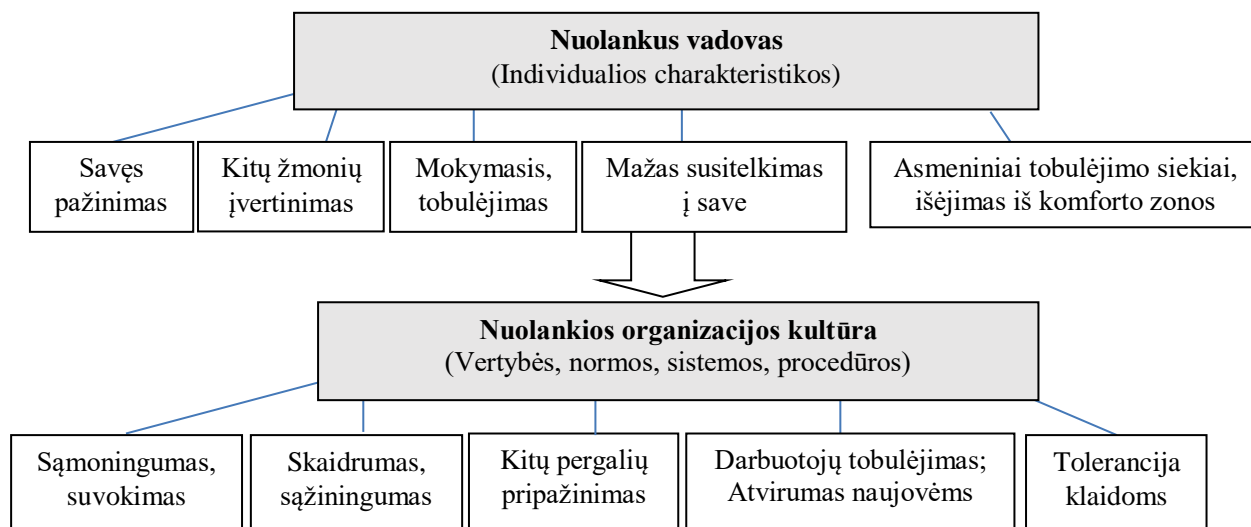 Nuolankus vadovas
(Individualios charakteristikos)
Savęs
pažinimas
Kitų žmonių
įvertinimas
Mokymasis,
tobulėjimas
Mažas susitelkimas
į save
Asmeniniai tobulėjimo siekiai,
išėjimas iš komforto zonos
Nuolankios organizacijos kultūra
(Vertybės, normos, sistemos, procedūros)
Sąmoningumas,
suvokimas
Skaidrumas,
sąžiningumas
Kitų pergalių
pripažinimas
Darbuotojų tobulėjimas;
Atvirumas naujovėms
Tolerancija
klaidoms